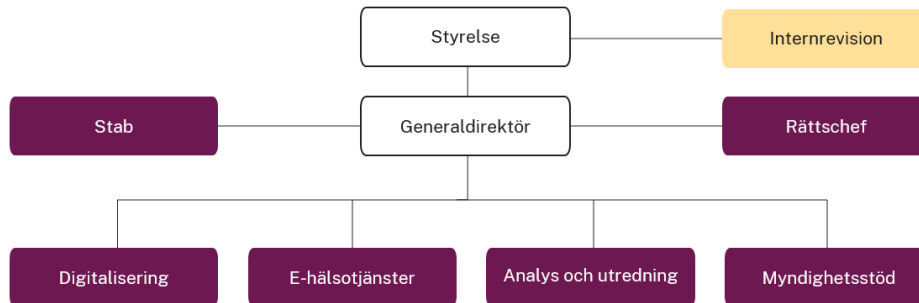 Styrelse
Internrevision
Stab
Generaldirektör
Rättschef
Digitalisering
E-hälsotjänster
Analys och utredning
Myndighetsstöd